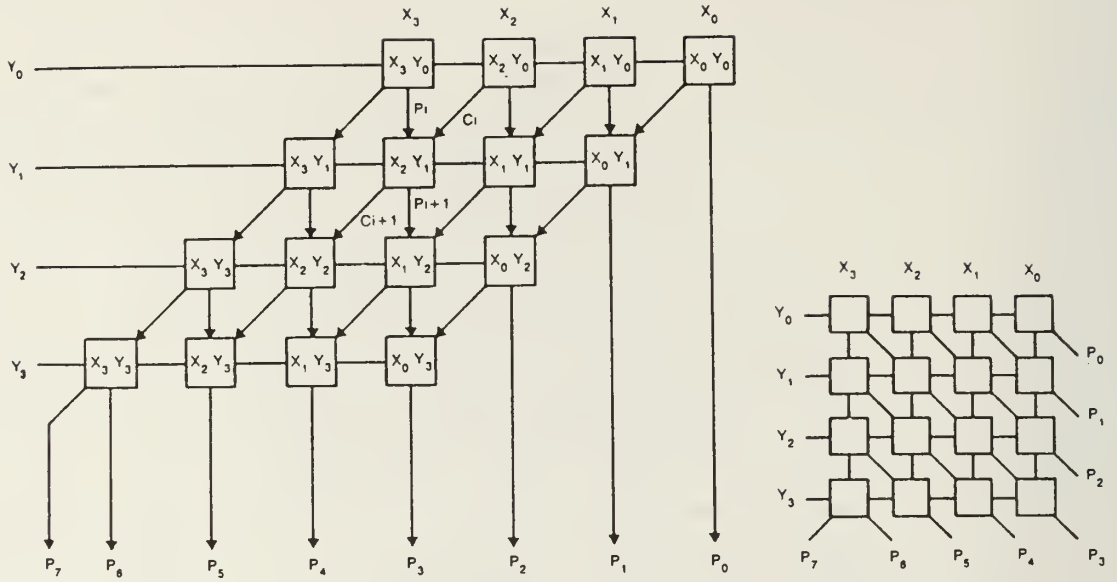 X3 X2 X1 X0
Y0 X3 Y0 X2 Y0 X1 Y0 X0 Y0
Pi Ci
Y1 X3 Y1 X2 Y1 X1 Y1 X0 Y1
Ci+1 Pi+1
Y2 X3 Y3 X2 Y2 X1 Y2 X0 Y2
Y3 X3 Y3 X2 Y3 X1 Y3 X0 Y3
P7 P6 P5 P4 P3 P2 P1 P0
X3 X2 X1 X0
Y0
P0
Y1
P1
Y2
P2
Y3
P7 P6 P5 P4 P3